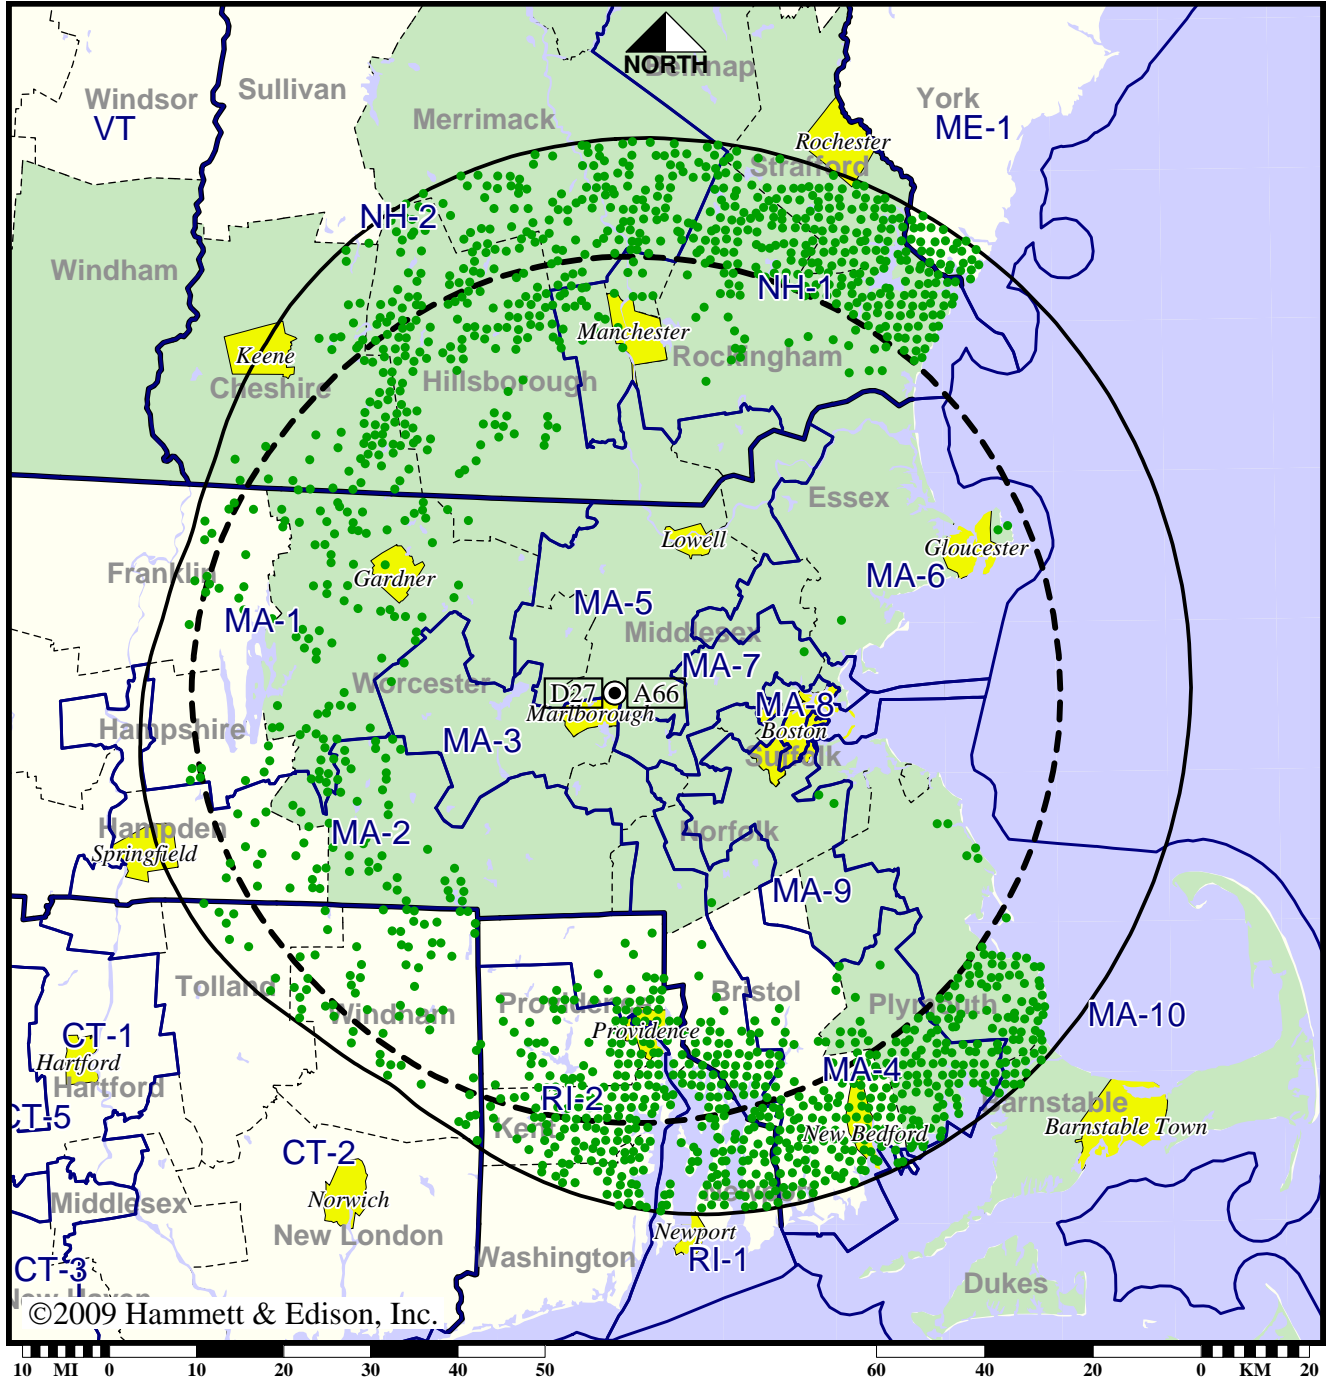 NORTH
Belknap
Sullivan
Windsor
VT
York
ME-1
Merrimack
Rochester
Strafford
NH-2
Windham
NH-1
Manchester
Keene
Rockingham
Cheshire
Hillsborough
Essex
Lowell
Gloucester
Franklin
Gardner
MA-6
MA-5
MA-1
Middlesex
MA-7
Worcester
D27
A66
MA-8
Marlborough
Hampshire
MA-3
Boston
Suffolk
Hampden
MA-2
Norfolk
Springfield
MA-9
Tolland
Bristol
Providence
Plymouth
Windham
MA-10
CT-1
Providence
Hartford
MA-4
Hartford
RI-2
Barnstable
CT-5
Kent
New Bedford
Barnstable Town
CT-2
Newport
Middlesex
Norwich
New London
Newport
Washington
RI-1
CT-3
Dukes
New Haven
©2009 Hammett & Edison, Inc.
10 MI 0 10 20 30 40 50 60 40 20 0 KM 20